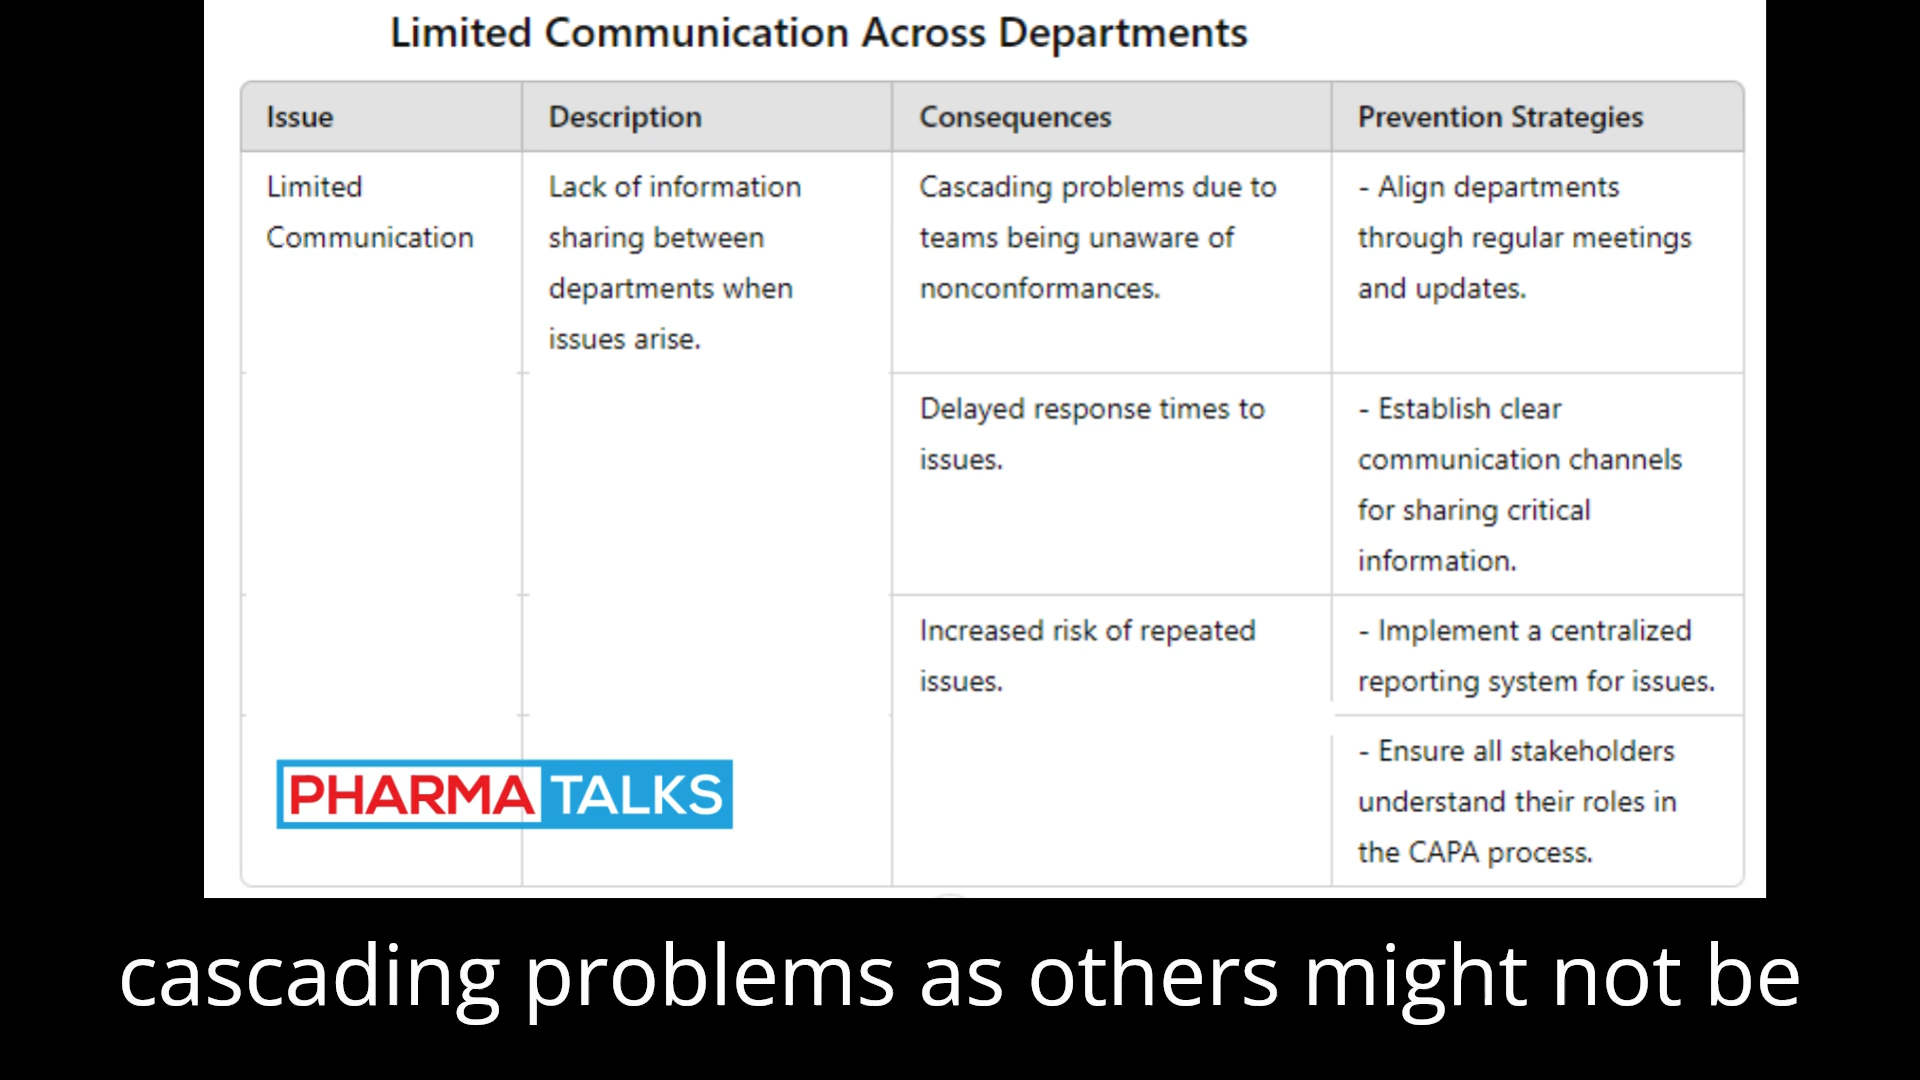 Limited Communication Across Departments
Issue
Description
Consequences
Prevention Strategies
Limited
Communication
Lack of information
sharing between
departments when
issues arise.
Cascading problems due to
teams being unaware of
nonconformances.
- Align departments
through regular meetings
and updates.
Delayed response times to
issues.
- Establish clear
communication channels
for sharing critical
information.
Increased risk of repeated
issues.
- Implement a centralized
reporting system for issues.
- Ensure all stakeholders
understand their roles in
the CAPA process.
PHARMA TALKS
cascading problems as others might not be